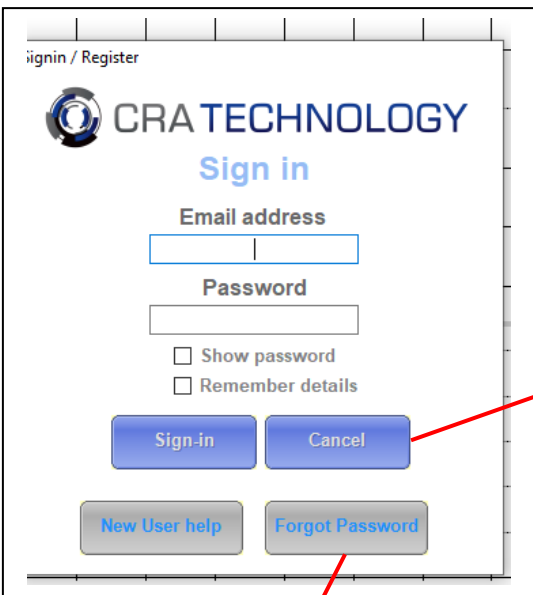 Signin / Register
CRA TECHNOLOGY
Sign in
Email address
Password
Show password
Remember details
Sign-in Cancel
New User help Forgot Password